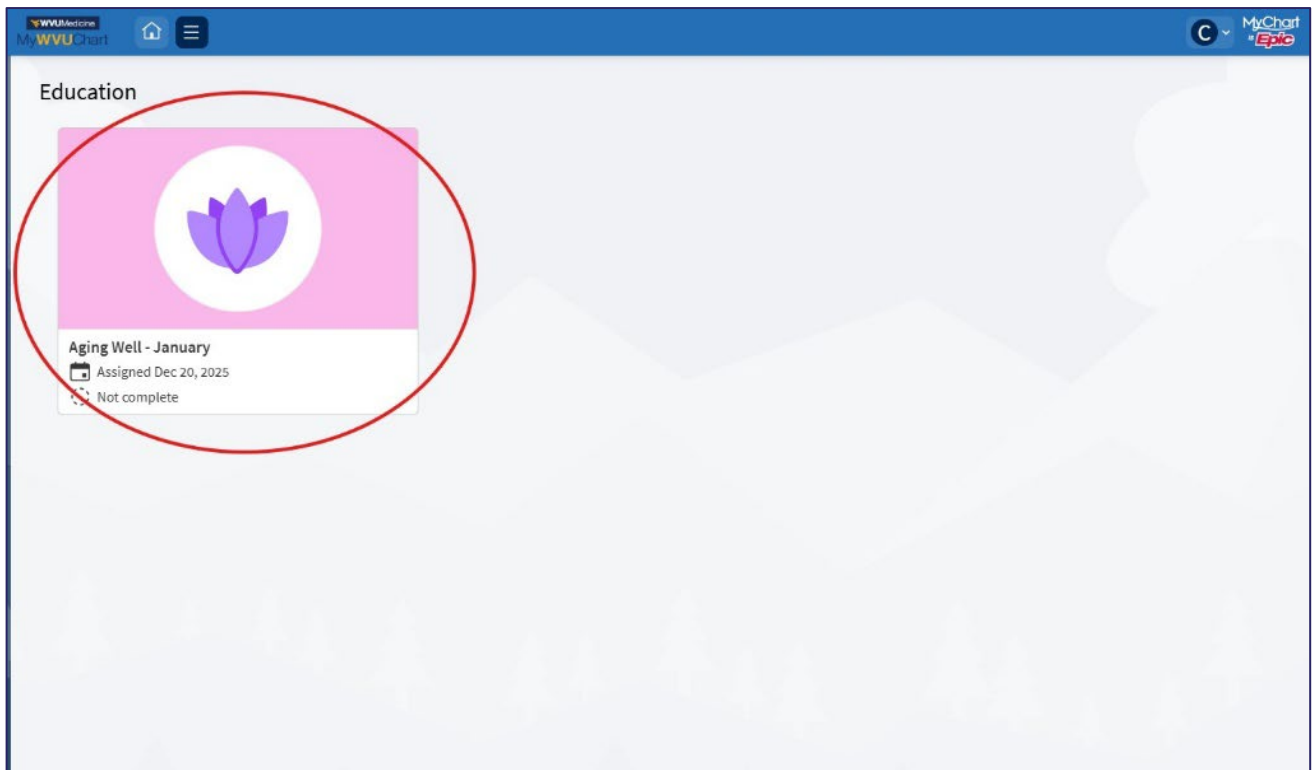 WVUMedicine
MyWVUChart
C
MyChart
Epic
Education
Aging Well - January
Assigned Dec 20, 2025
Not complete